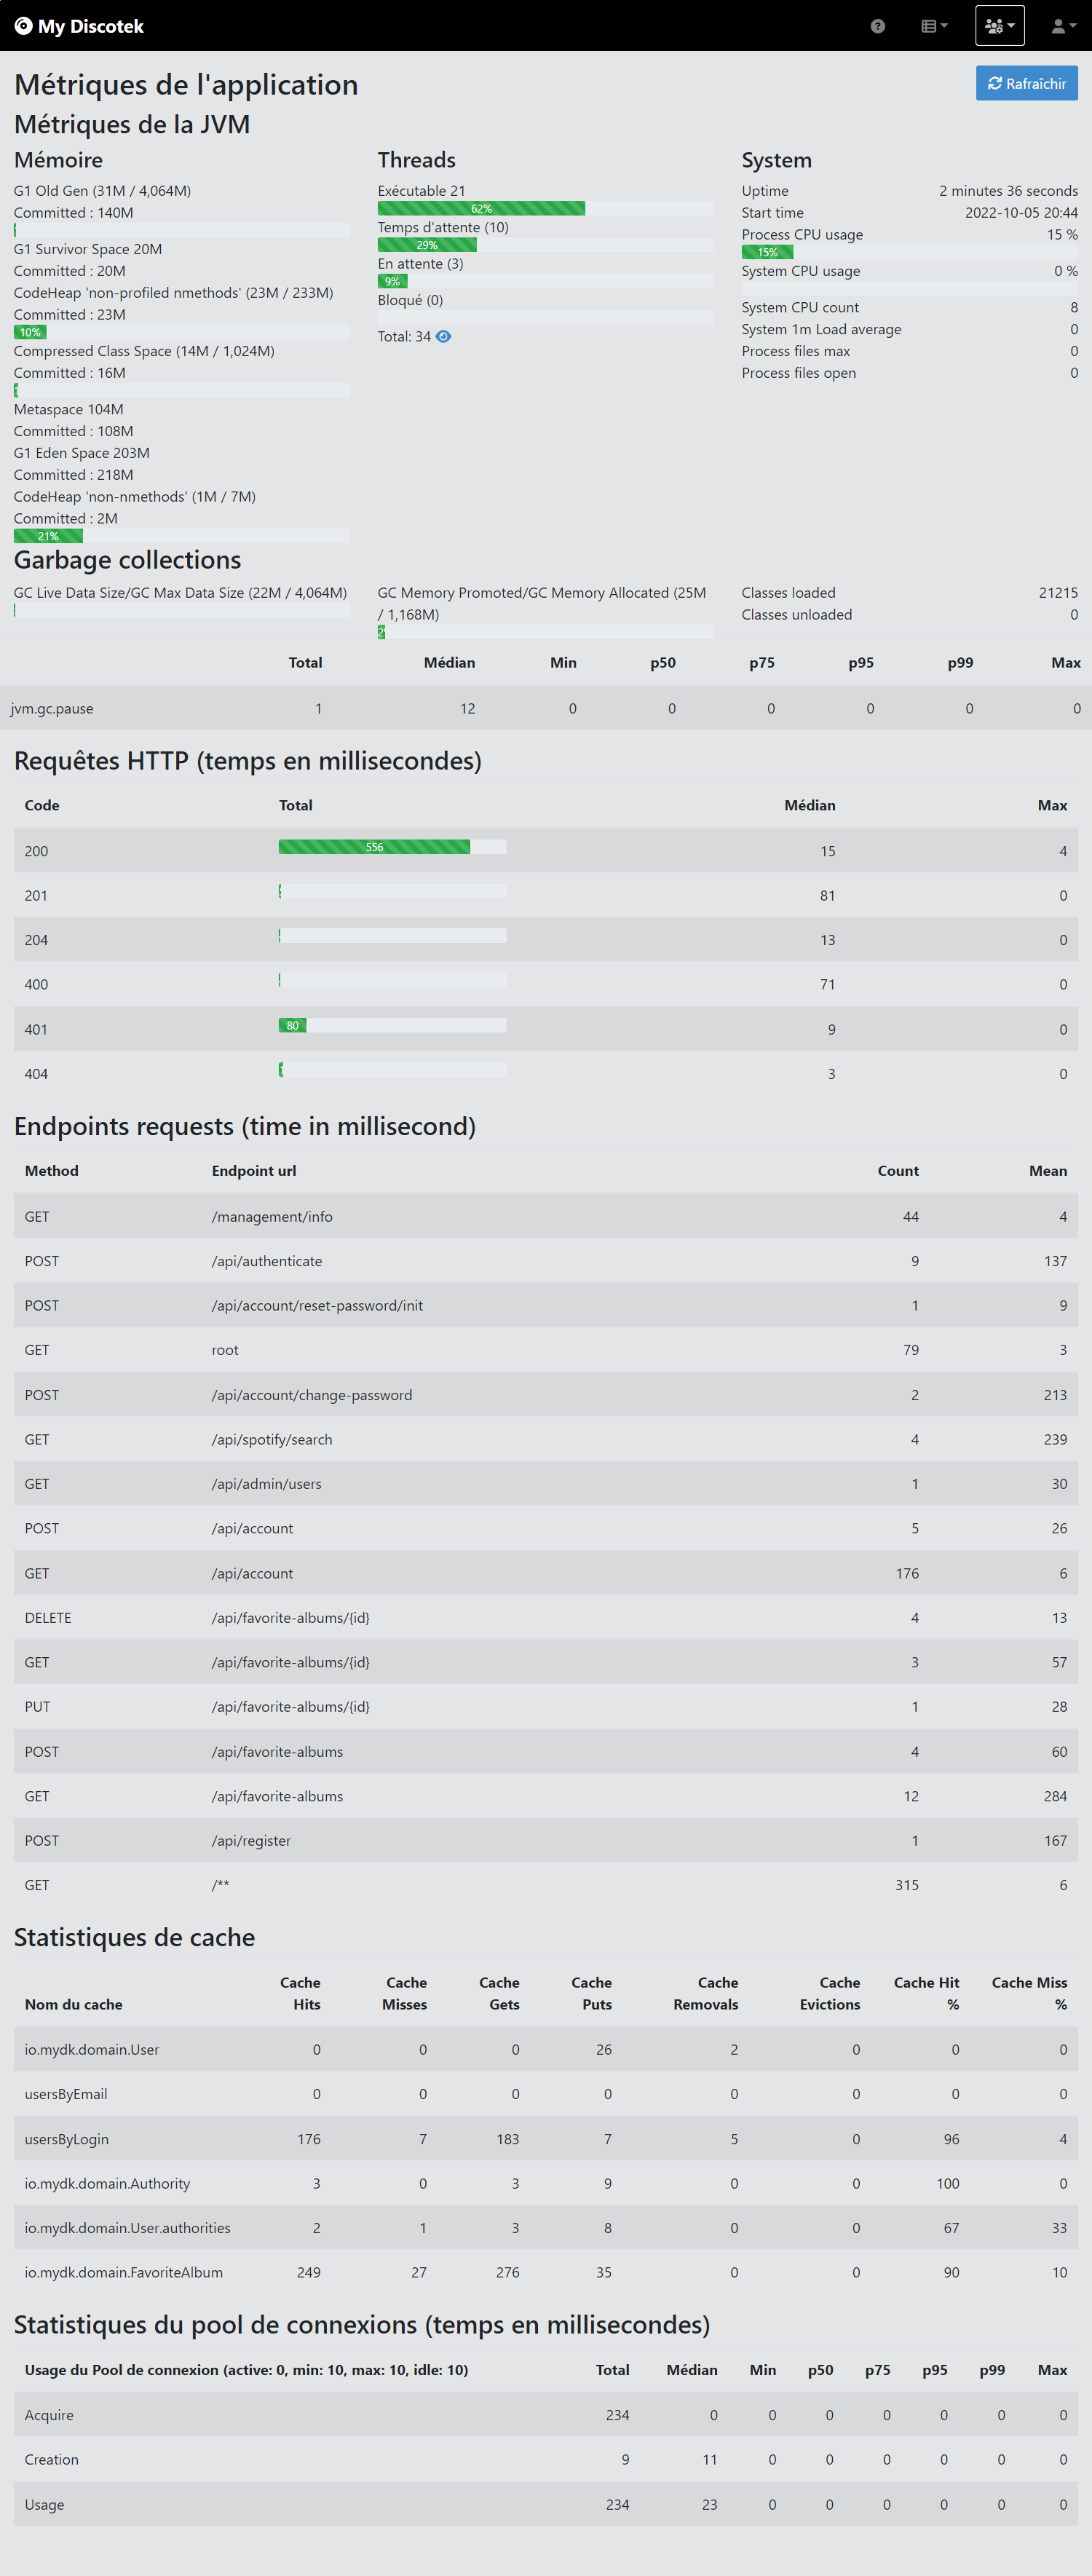 My Discotek
Métriques de l'application
Rafraîchir
Métriques de la JVM
Mémoire
G1 Old Gen (31M / 4,064M)
Committed : 140M
G1 Survivor Space 20M
Committed : 20M
CodeHeap 'non-profiled nmethods' (23M / 233M)
Committed : 23M
10%
Compressed Class Space (14M / 1,024M)
Committed : 16M
Metaspace 104M
Committed : 108M
G1 Eden Space 203M
Committed : 218M
CodeHeap 'non-nmethods' (1M / 7M)
Committed : 2M
21%
Threads
Exécutable 21
62%
Temps d'attente (10)
29%
En attente (3)
9%
Bloqué (0)
Total: 34
System
Uptime 2 minutes 36 seconds
Start time 2022-10-05 20:44
Process CPU usage 15 %
15%
System CPU usage 0 %
System CPU count 8
System 1m Load average 0
Process files max 0
Process files open 0
Garbage collections
GC Live Data Size/GC Max Data Size (22M / 4,064M)
GC Memory Promoted/GC Memory Allocated (25M
/ 1,168M)
Classes loaded 21215
Classes unloaded 0
Total Médian Min p50 p75 p95 p99 Max
jvm.gc.pause 1 12 0 0 0 0 0 0
Requêtes HTTP (temps en millisecondes)
Code Total Médian Max
200 556 15 4
201 81 0
204 13 0
400 71 0
401 80 9 0
404 3 0
Endpoints requests (time in millisecond)
Method Endpoint url Count Mean
GET /management/info 44 4
POST /api/authenticate 9 137
POST /api/account/reset-password/init 1 9
GET root 79 3
POST /api/account/change-password 2 213
GET /api/spotify/search 4 239
GET /api/admin/users 1 30
POST /api/account 5 26
GET /api/account 176 6
DELETE /api/favorite-albums/{id} 4 13
GET /api/favorite-albums/{id} 3 57
PUT /api/favorite-albums/{id} 1 28
POST /api/favorite-albums 4 60
GET /api/favorite-albums 12 284
POST /api/register 1 167
GET /** 315 6
Statistiques de cache
Nom du cache Cache Hits Cache Misses Cache Gets Cache Puts Cache Removals Cache Evictions Cache Hit % Cache Miss %
io.mydk.domain.User 0 0 0 26 2 0 0 0
usersByEmail 0 0 0 0 0 0 0 0
usersByLogin 176 7 183 7 5 0 96 4
io.mydk.domain.Authority 3 0 3 9 0 0 100 0
io.mydk.domain.User.authorities 2 1 3 8 0 0 67 33
io.mydk.domain.FavoriteAlbum 249 27 276 35 0 0 90 10
Statistiques du pool de connexions (temps en millisecondes)
Usage du Pool de connexion (active: 0, min: 10, max: 10, idle: 10) Total Médian Min p50 p75 p95 p99 Max
Acquire 234 0 0 0 0 0 0 0
Creation 9 11 0 0 0 0 0 0
Usage 234 23 0 0 0 0 0 0